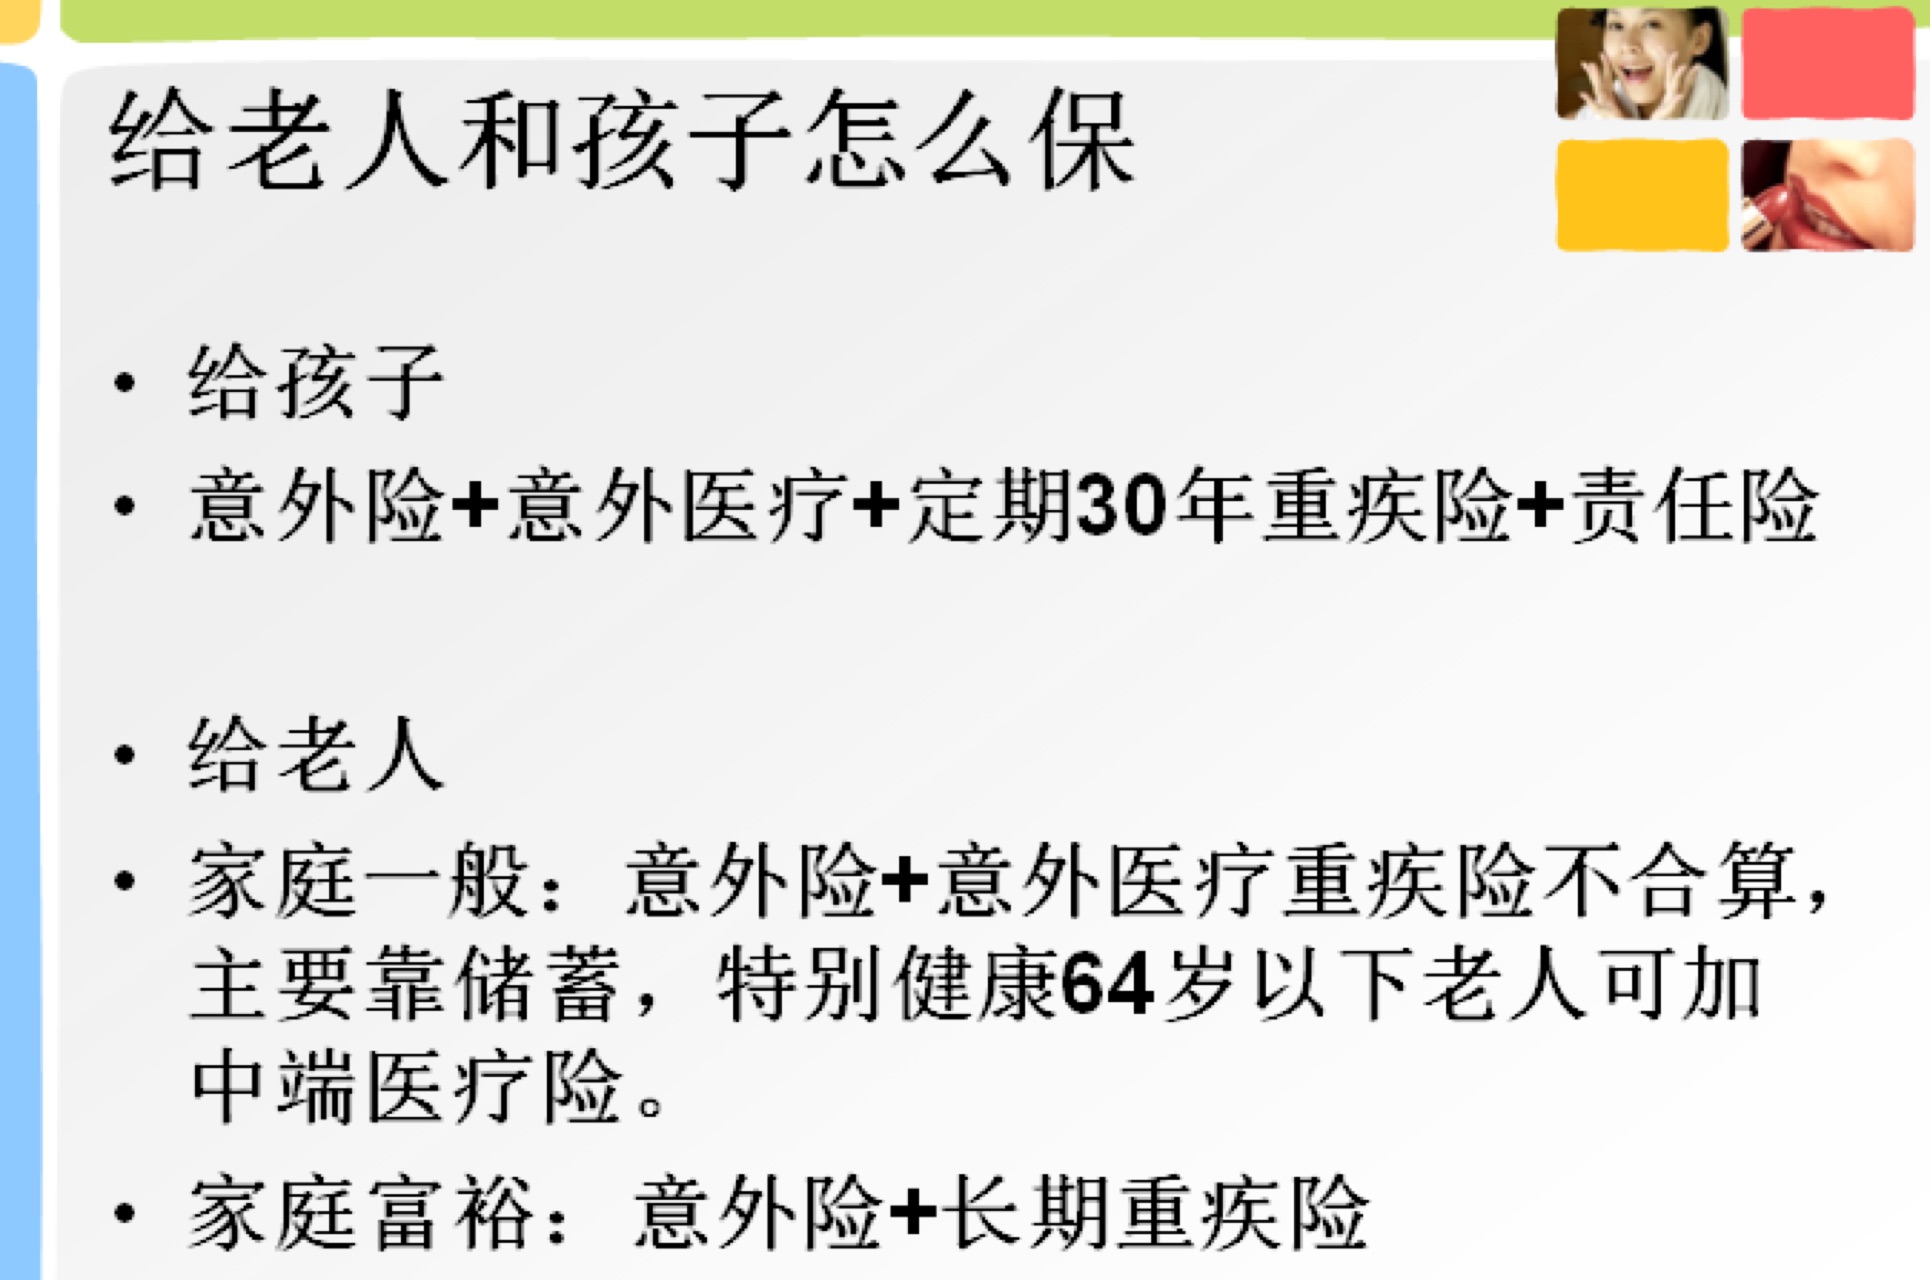 给老人和孩子怎么保
• 给孩子
• 意外险+意外医疗+定期30年重疾险+责任险
• 给老人
• 家庭一般：意外险+意外医疗重疾险不合算，
主要靠储蓄，特别健康64岁以下老人可加
中端医疗险。
• 家庭富裕：意外险+长期重疾险